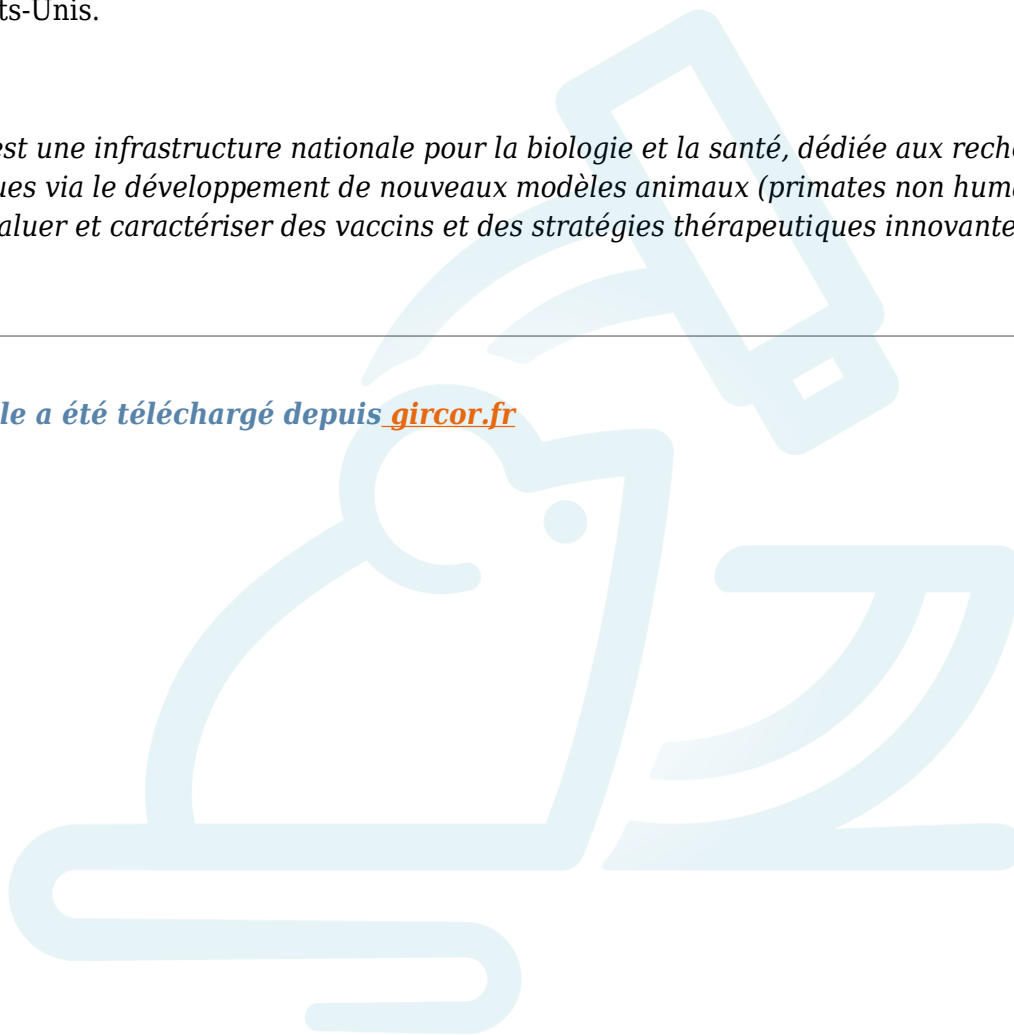 ts-Unis.
est une infrastructure nationale pour la biologie et la santé, dédiée aux rech
ues via le développement de nouveaux modèles animaux (primates non huma
aluer et caractériser des vaccins et des stratégies thérapeutiques innovante
le a été téléchargé depuis gircor.fr